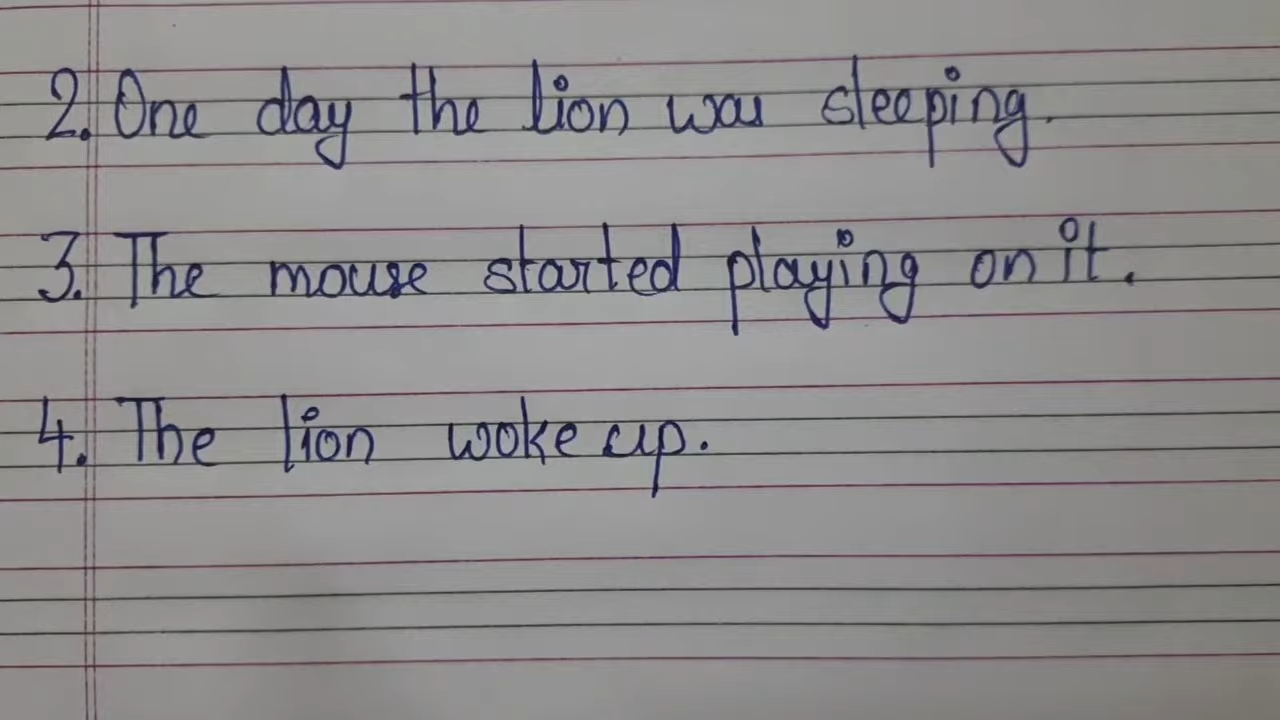 2. One day the lion was sleeping.
3. The mouse started playing on it.
4. The lion woke up.